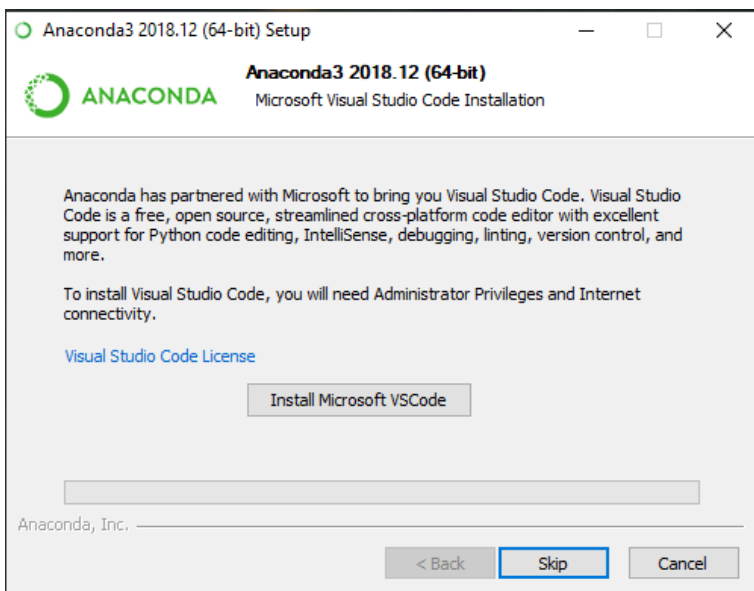 Anaconda3 2018.12 (64-bit) Setup
Anaconda3 2018.12 (64-bit)
ANACONDA
Microsoft Visual Studio Code Installation
Anaconda has partnered with Microsoft to bring you Visual Studio Code. Visual Studio
Code is a free, open source, streamlined cross-platform code editor with excellent
support for Python code editing, IntelliSense, debugging, linting, version control, and
more.
To install Visual Studio Code, you will need Administrator Privileges and Internet
connectivity.
Visual Studio Code License
Install Microsoft VSCode
Anaconda, Inc.
< Back
Skip
Cancel